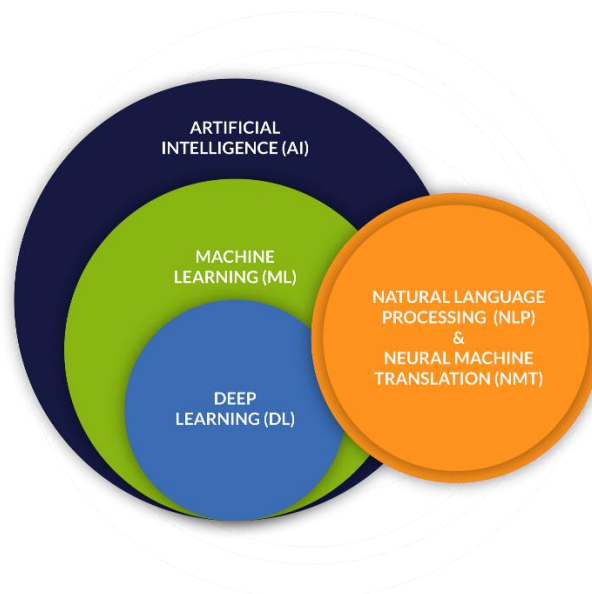 ARTIFICIAL
INTELLIGENCE (AI)
MACHINE
LEARNING (ML)
DEEP
LEARNING (DL)
NATURAL LANGUAGE
PROCESSING (NLP)
&
NEURAL MACHINE
TRANSLATION (NMT)